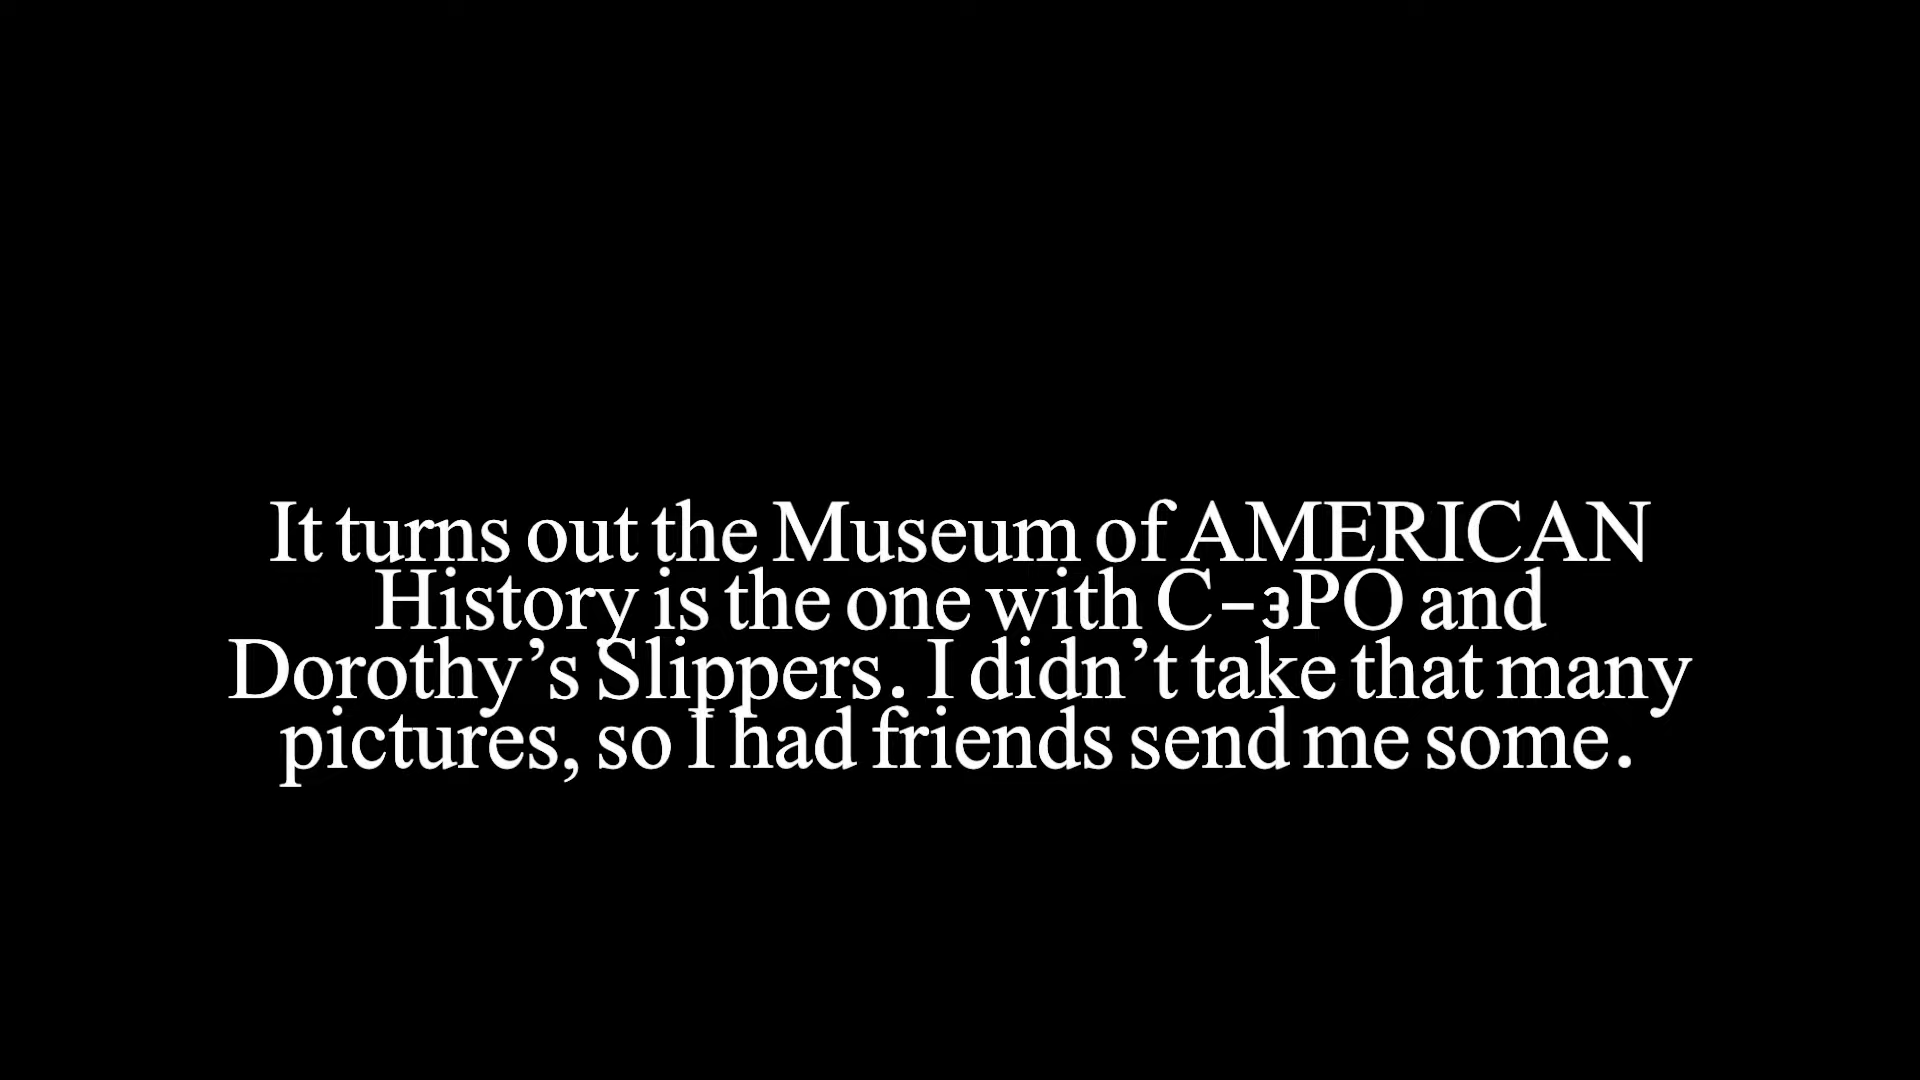 It turns out the Museum of AMERICAN
History is the one with C-3PO and
Dorothy’s Slippers. I didn’t take that many
pictures, so I had friends send me some.